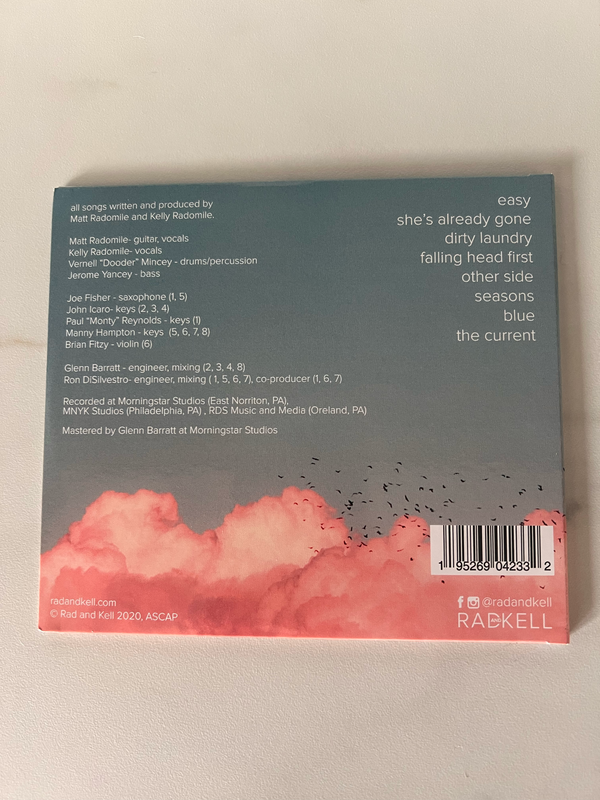 all songs written and produced by
Matt Radomile and Kelly Radomile.
Matt Radomile- guitar, vocals
Kelly Radomile- vocals
Vernell "Dooder" Mincey - drums/percussion
Jerome Yancey - bass
Joe Fisher - saxophone (1, 5)
John Icaro- keys (2, 3, 4)
Paul "Monty" Reynolds - keys (1)
Manny Hampton - keys (5, 6, 7, 8)
Brian Fitzy - violin (6)
Glenn Barratt- engineer, mixing (2, 3, 4, 8)
Ron DiSilvestro- engineer, mixing ( 1, 5, 6, 7), co-producer (1, 6, 7)
Recorded at Morningstar Studios (East Norriton, PA),
MNYK Studios (Philadelphia, PA) , RDS Music and Media (Oreland, PA)
Mastered by Glenn Barratt at Morningstar Studios
easy
she's already gone
dirty laundry
falling head first
other side
seasons
blue
the current
1 95269 04233 2
radandkell.com
© Rad and Kell 2020, ASCAP
@radandkell
RAD AND KELL